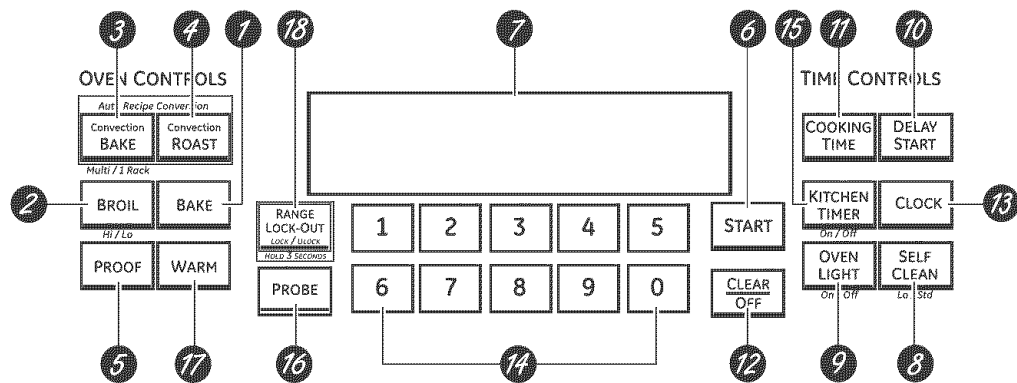 3
4
1
18
7
6
15
11
10
OVEN CONTROLS
TIME CONTROLS
Auto Recipe Conversion
Convection
BAKE
Convection
ROAST
Multi / 1 Rack
COOKING
TIME
DELAY
START
2
BROIL
Hi / Lo
BAKE
RANGE
LOCK-OUT
LOCK / ULOCK
HOLD 3 SECONDS
1
2
3
4
5
START
KITCHEN
TIMER
On / Off
CLOCK
13
PROOF
WARM
PROBE
6
7
8
9
0
CLEAR
OFF
OVEN
LIGHT
On Off
SELF
CLEAN
Lo Std
5
17
16
14
12
9
8